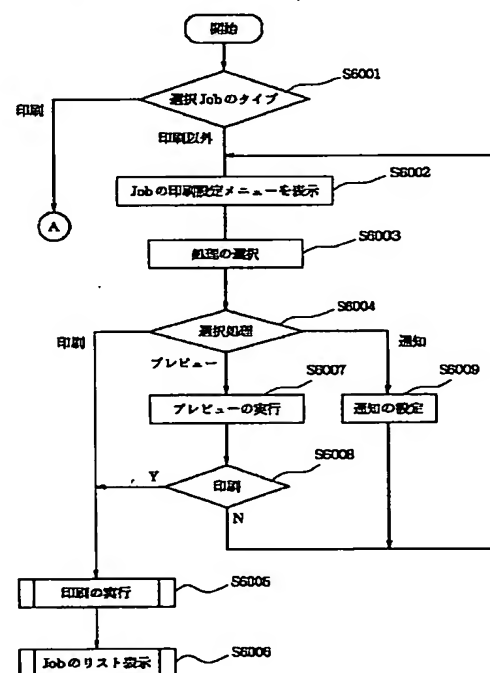 開始
S6001
選択Jobのタイプ
印刷
印刷以外
S6002
Jobの印刷設定メニューを表示
A
S6003
処理の選択
S6004
選択処理
印刷
通知
プレビュー
S6007
S6009
プレビューの実行
通知の設定
S6008
印刷
Y
N
S6005
印刷の実行
S6006
Jobのリスト表示